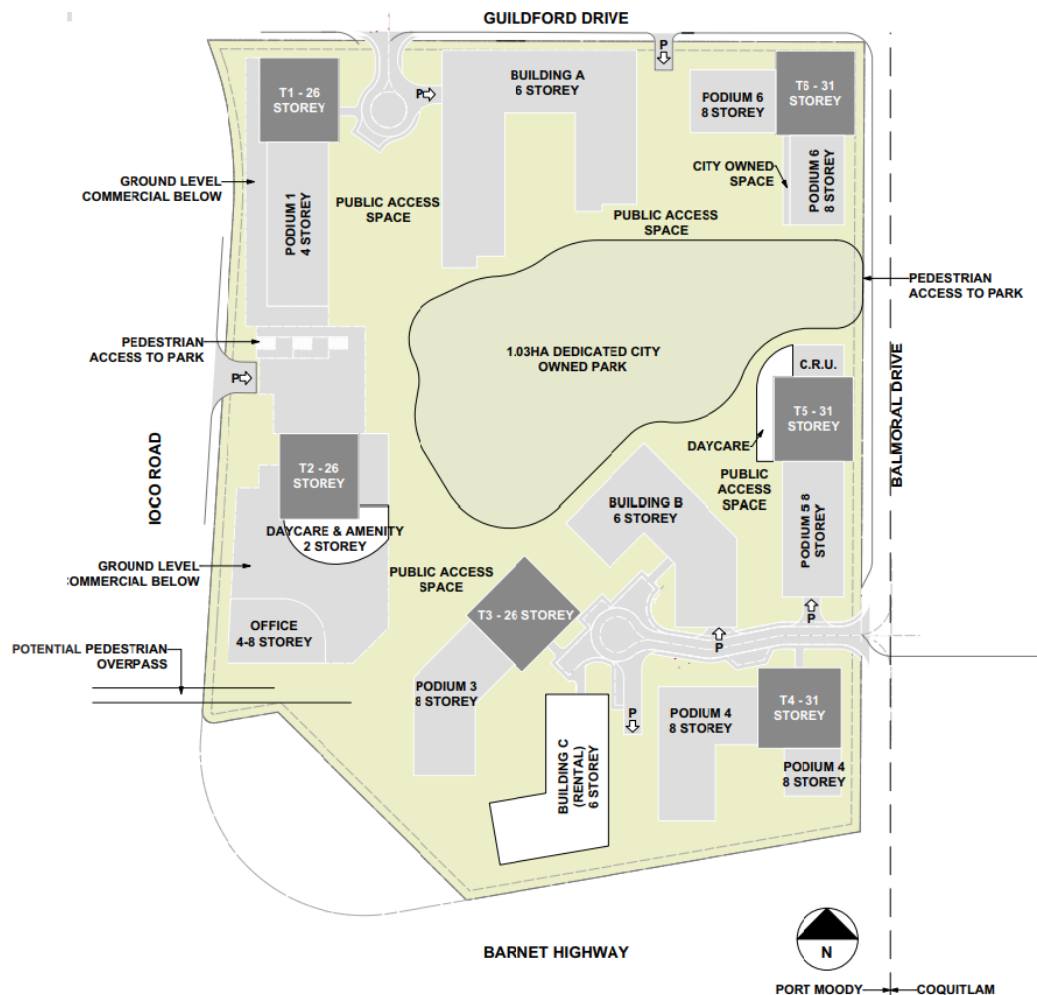 GUILDFORD DRIVE
P
BUILDING A
6 STOREY
T1 - 26
STOREY
P
PODIUM 6
8 STOREY
T6 - 31
STOREY
GROUND LEVEL
COMMERCIAL BELOW
PODIUM 1
4 STOREY
PUBLIC ACCESS
SPACE
CITY OWNED
SPACE
PODIUM 6
8 STOREY
PUBLIC ACCESS
SPACE
PEDESTRIAN
ACCESS TO PARK
PEDESTRIAN
ACCESS TO PARK
1.03HA DEDICATED CITY
OWNED PARK
C.R.U.
P
T5 - 31
STOREY
BALMORAL DRIVE
IOCO ROAD
DAYCARE
T2 - 26
STOREY
PUBLIC
ACCESS
SPACE
BUILDING B
6 STOREY
PODIUM 5 8
STOREY
DAYCARE & AMENITY
2 STOREY
GROUND LEVEL
COMMERCIAL BELOW
PUBLIC ACCESS
SPACE
T3 - 26 STOREY
P
P
OFFICE
4-8 STOREY
POTENTIAL PEDESTRIAN
OVERPASS
PODIUM 3
8 STOREY
P
PODIUM 4
8 STOREY
T4 - 31
STOREY
BUILDING C
(RENTAL)
6 STOREY
PODIUM 4
8 STOREY
BARNET HIGHWAY
N
PORT MOODY
COQUITLAM